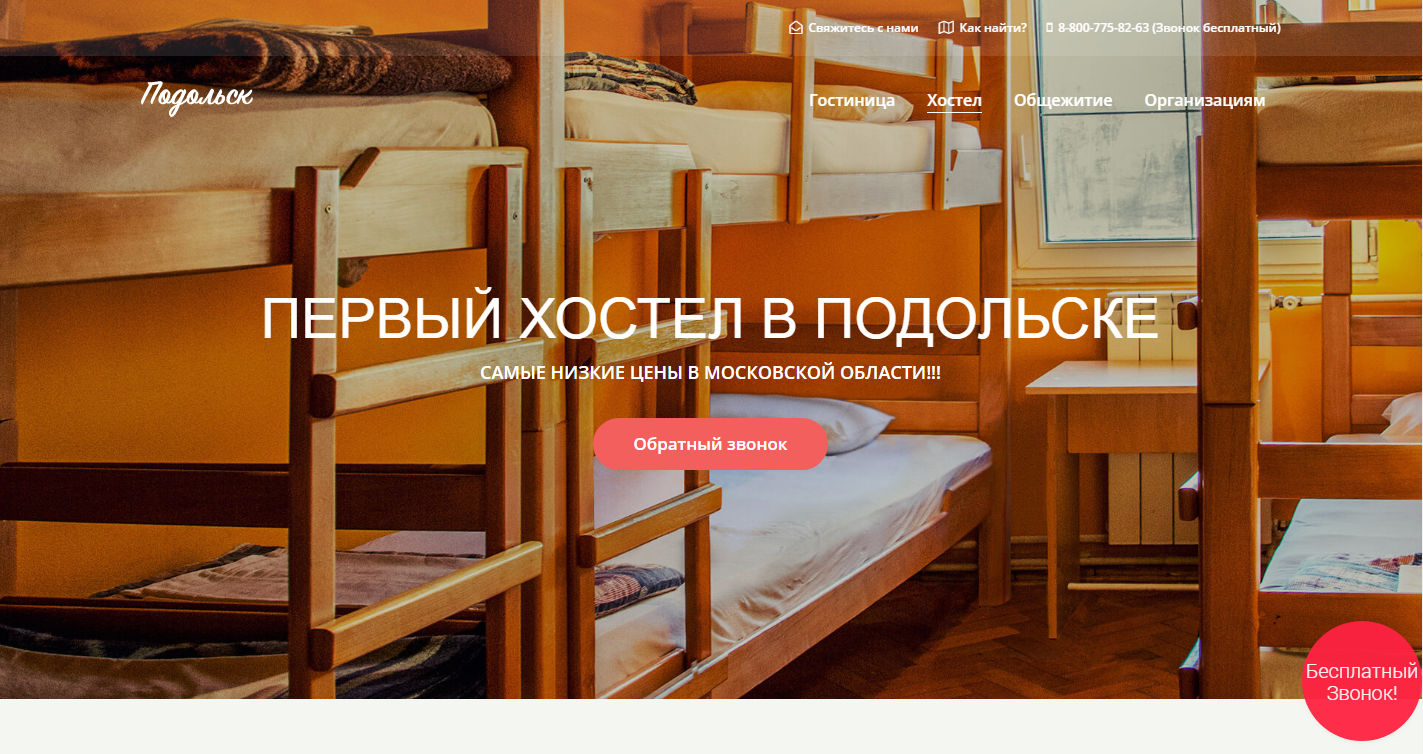 Свяжитесь с нами
Как найти?
8-800-775-82-63 (Звонок бесплатный)
Подольск
Гостиница
Хостел
Общежитие
Организациям
ПЕРВЫЙ ХОСТЕЛ В ПОДОЛЬСКЕ
САМЫЕ НИЗКИЕ ЦЕНЫ В МОСКОВСКОЙ ОБЛАСТИ!!!
Обратный звонок
Бесплатный
Звонок!